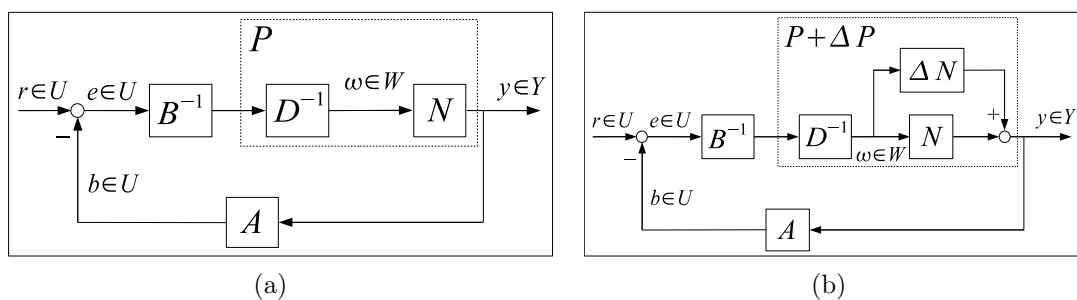 P
r∈U
e∈U
B⁻¹
D⁻¹
ω∈W
N
y∈Y
−
b∈U
A
(a)
P+ΔP
ΔN
r∈U
e∈U
B⁻¹
D⁻¹
ω∈W
N
+
y∈Y
−
b∈U
A
(b)